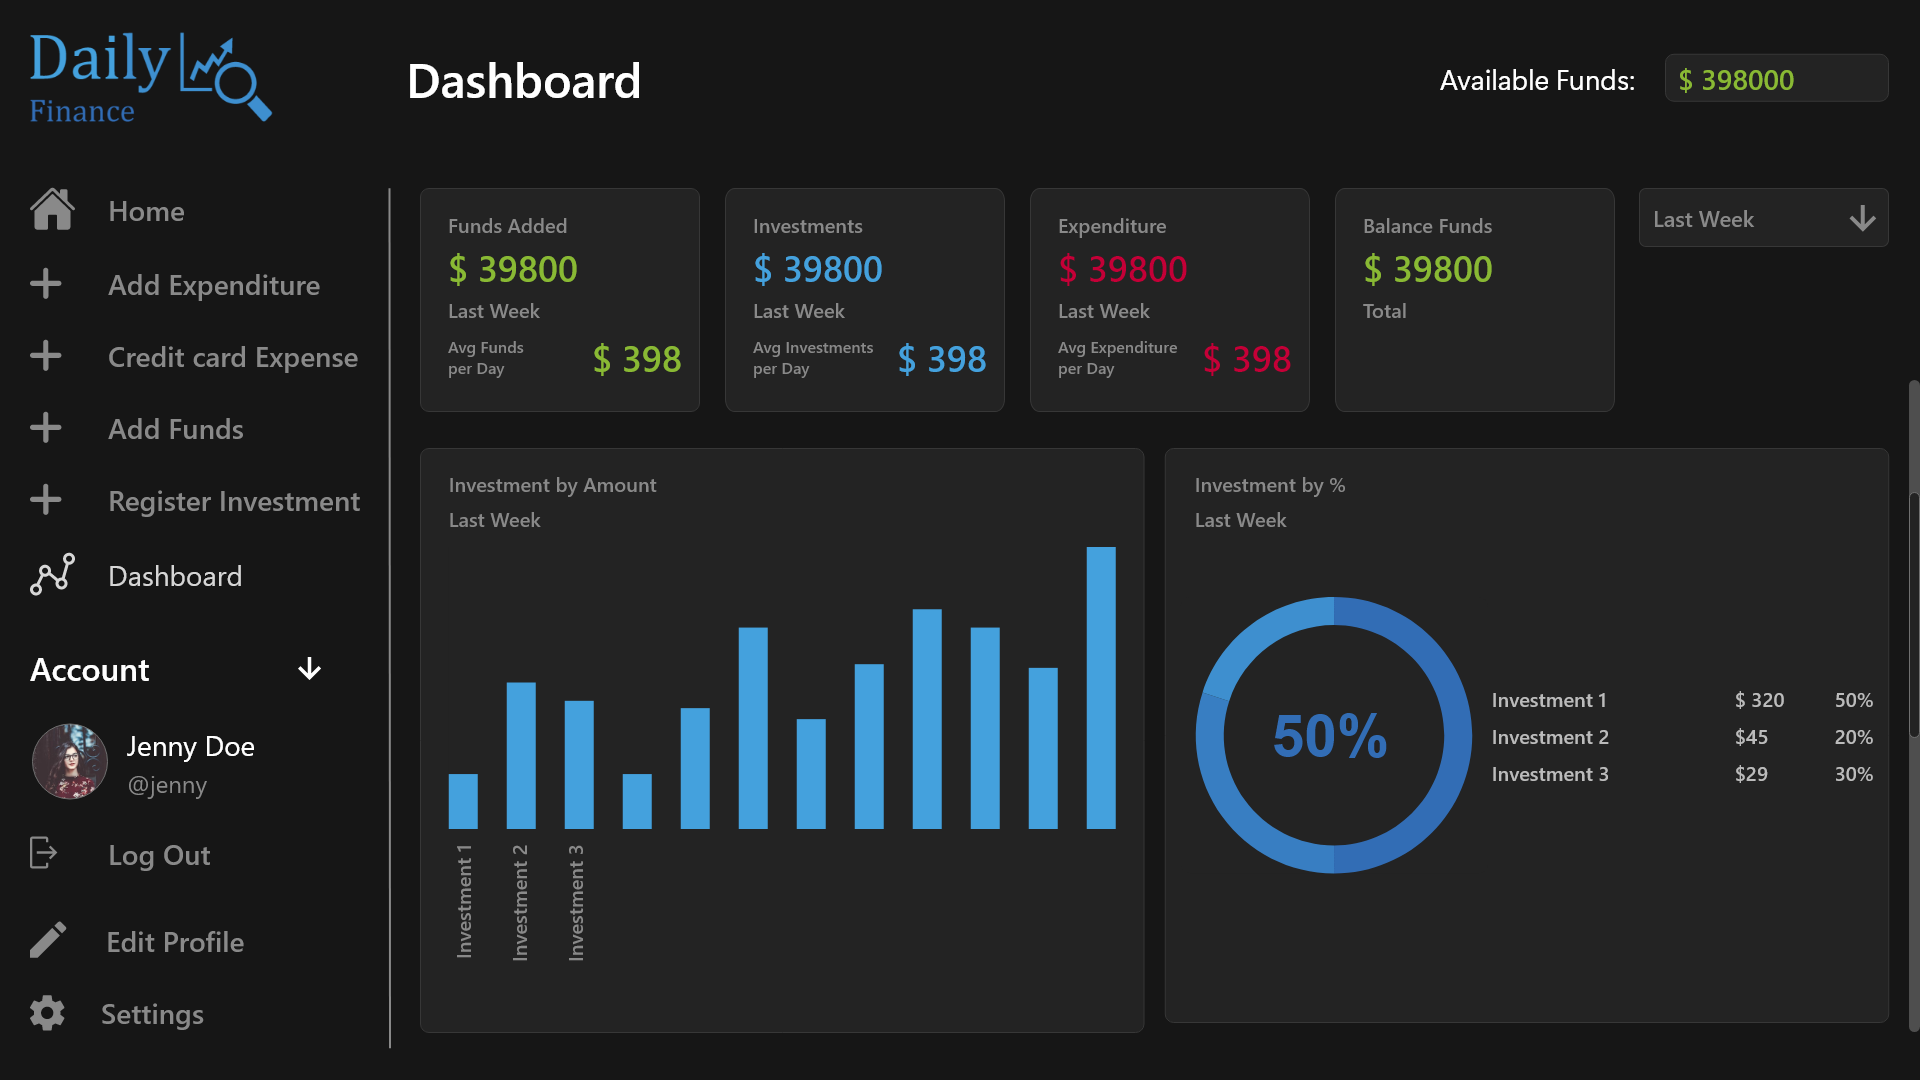 Daily
Finance
Dashboard
Available Funds:
$ 398000
Home
Add Expenditure
Credit card Expense
Add Funds
Register Investment
Dashboard
Account
Jenny Doe
@jenny
Log Out
Edit Profile
Settings
Funds Added
$ 39800
Last Week
Avg Funds
per Day
$ 398
Investments
$ 39800
Last Week
Avg Investments
per Day
$ 398
Expenditure
$ 39800
Last Week
Avg Expenditure
per Day
$ 398
Balance Funds
$ 39800
Total
Last Week
Investment by Amount
Last Week
Investment 1
Investment 2
Investment 3
Investment by %
Last Week
50%
Investment 1 $ 320 50%
Investment 2 $45 20%
Investment 3 $29 30%